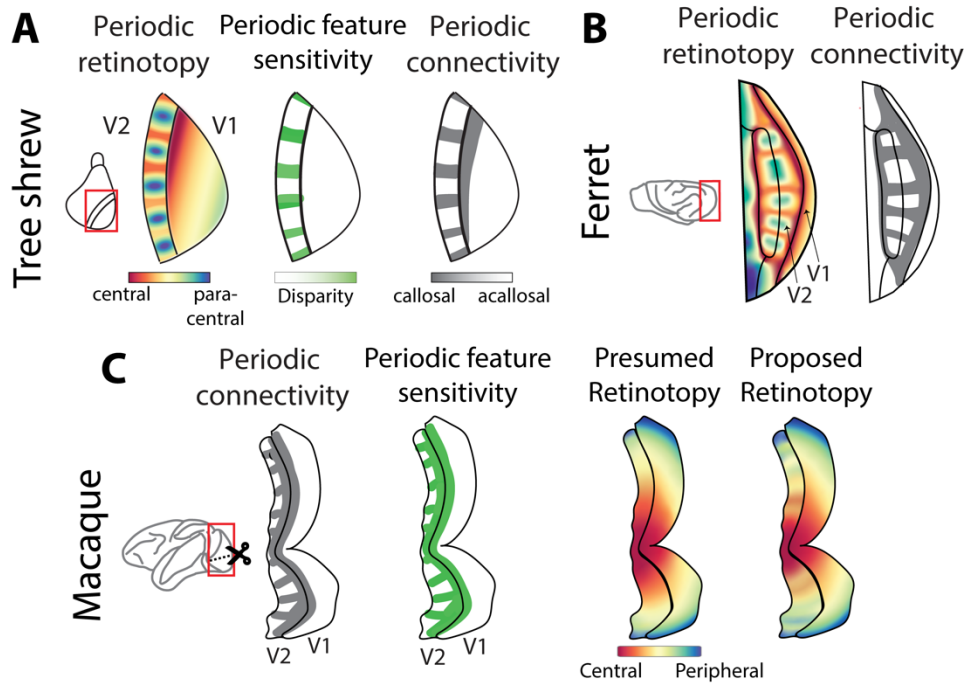 A
Periodic
retinotopy
Periodic feature
sensitivity
Periodic
connectivity
Tree shrew
V2
V1
central
para-
central
Disparity
callosal
acallosal
B
Periodic
retinotopy
Periodic
connectivity
Ferret
V1
V2
C
Periodic
connectivity
Periodic feature
sensitivity
Presumed
Retinotopy
Proposed
Retinotopy
Macaque
V2
V1
V2
V1
Central
Peripheral